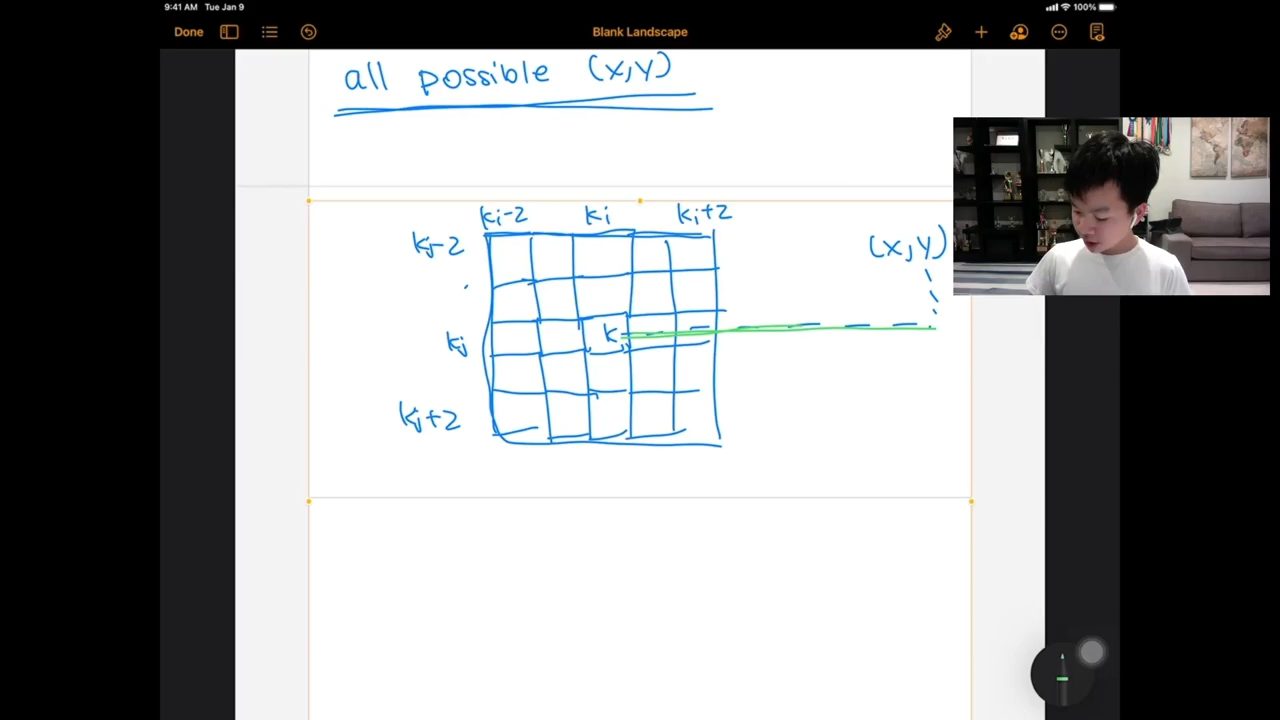 9:41 AM Tue Jan 9
100%
Done
Blank Landscape
all possible (x,y)
ki-2 ki ki+2
kj-2
(x,y)
k
kj
kj+2